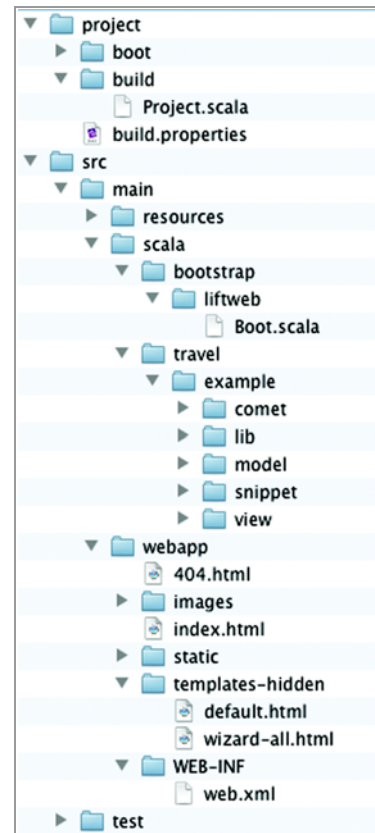 project
boot
build
Project.scala
build.properties
src
main
resources
scala
bootstrap
liftweb
Boot.scala
travel
example
comet
lib
model
snippet
view
webapp
404.html
images
index.html
static
templates-hidden
default.html
wizard-all.html
WEB-INF
web.xml
test